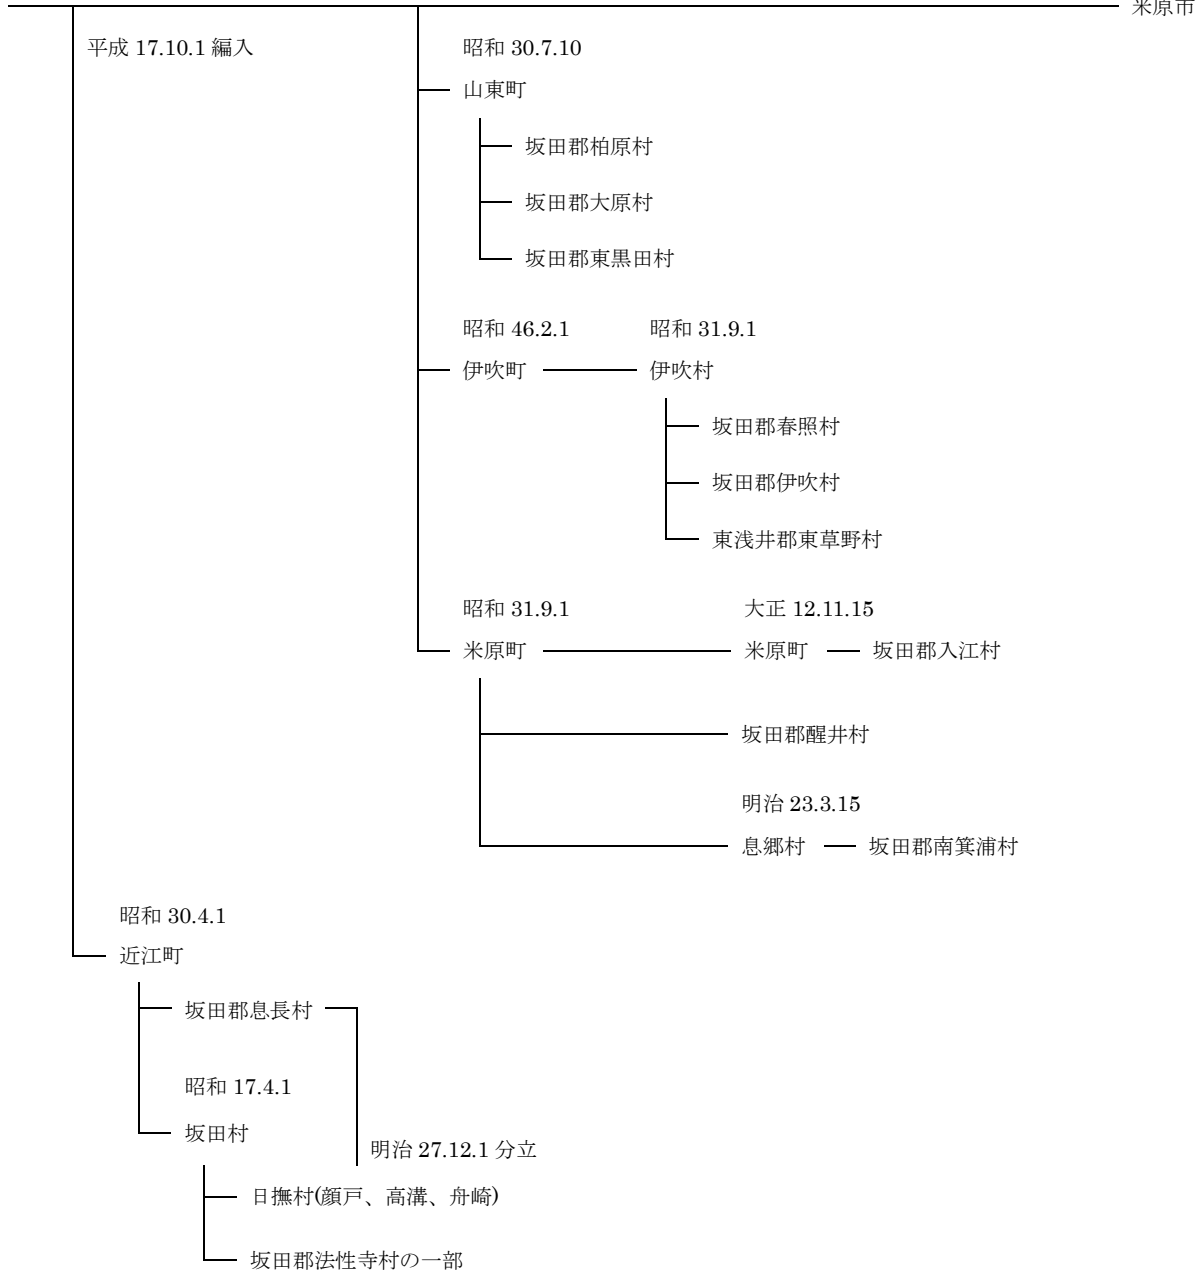 米原市
平成 17.10.1 編入
昭和 30.7.10
山東町
坂田郡柏原村
坂田郡大原村
坂田郡東黒田村
昭和 46.2.1 昭和 31.9.1
伊吹町 伊吹村
坂田郡春照村
坂田郡伊吹村
東浅井郡東草野村
昭和 31.9.1 大正 12.11.15
米原町 米原町 坂田郡入江村
坂田郡醒井村
明治 23.3.15
息郷村 坂田郡南箕浦村
昭和 30.4.1
近江町
坂田郡息長村
昭和 17.4.1
坂田村
明治 27.12.1 分立
日撫村(顔戸、高溝、舟崎)
坂田郡法性寺村の一部